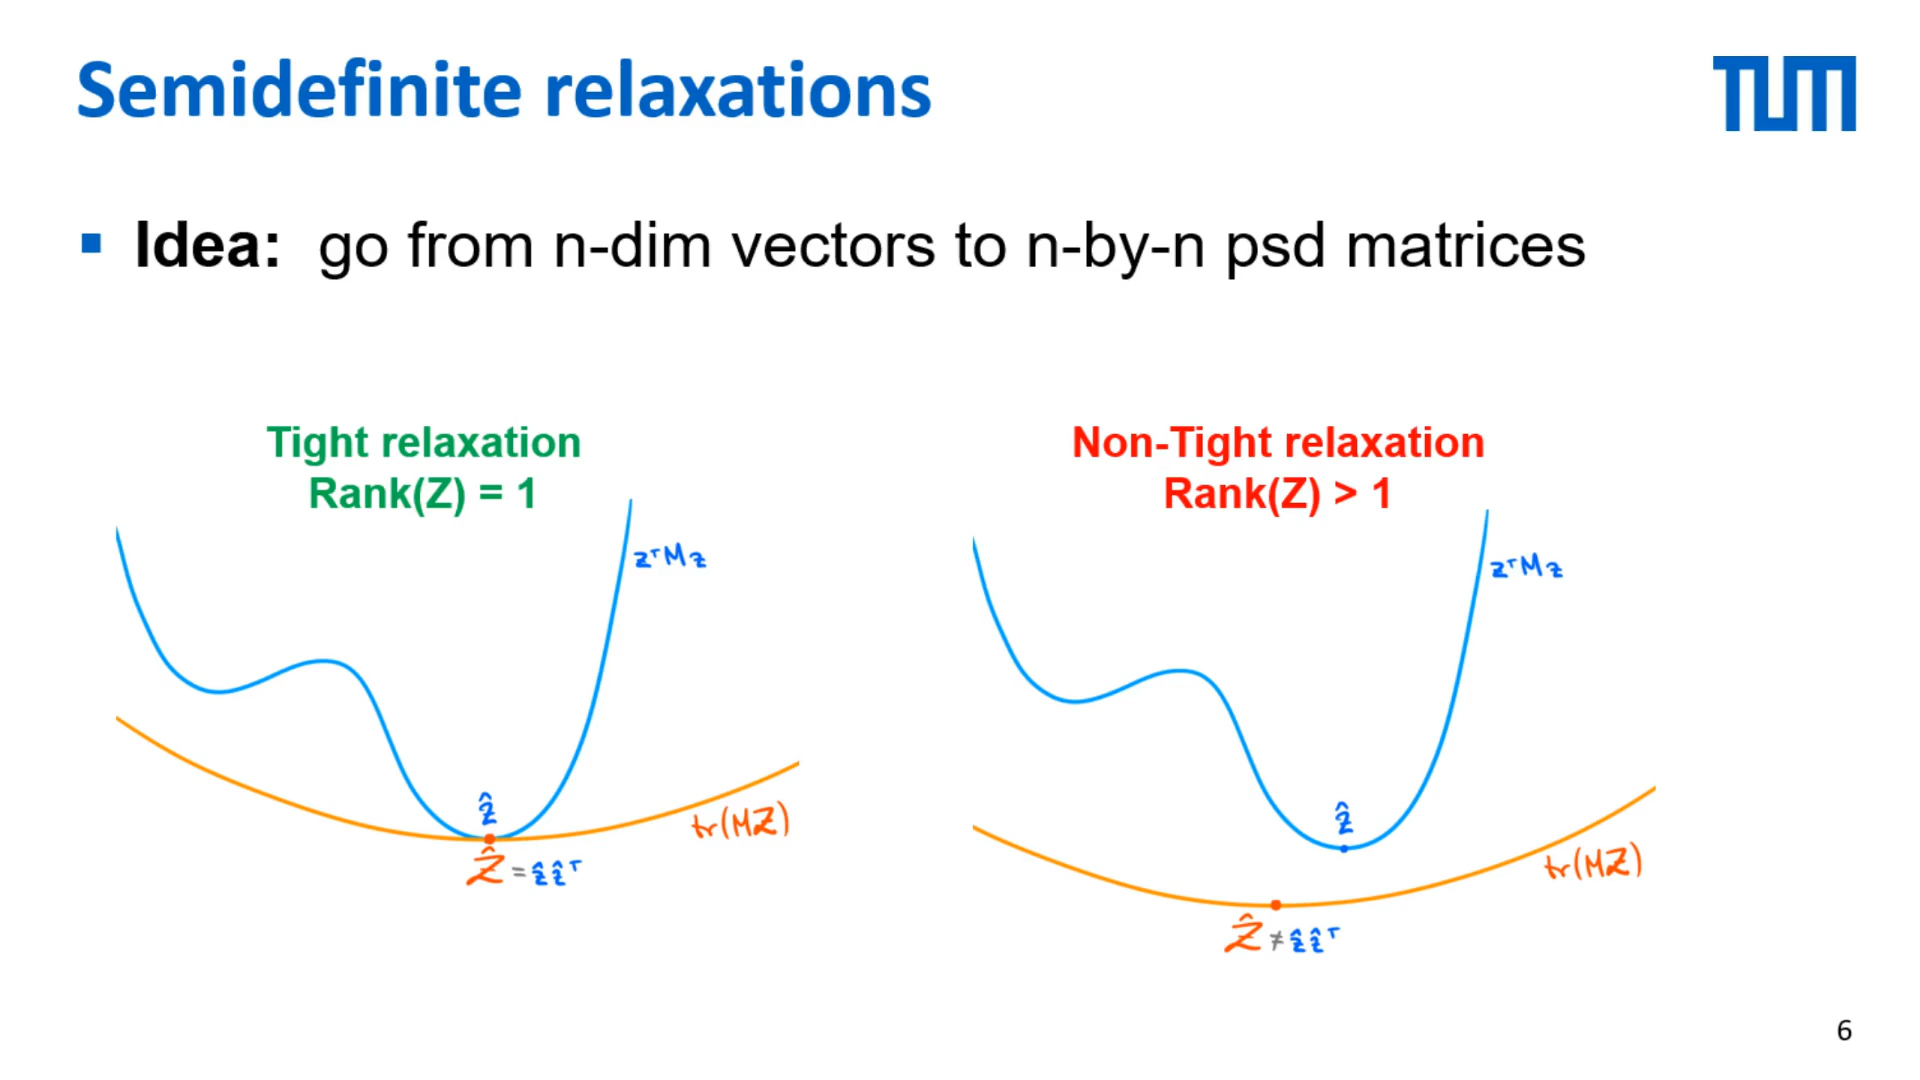 Semidefinite relaxations
TUM
▪ Idea: go from n-dim vectors to n-by-n psd matrices
Tight relaxation
Rank(Z) = 1
zᵀMz
ẑ
tr(MZ)
Ẑ = ẑẑᵀ
Non-Tight relaxation
Rank(Z) > 1
zᵀMz
ẑ
tr(MZ)
Ẑ ≠ ẑẑᵀ
6